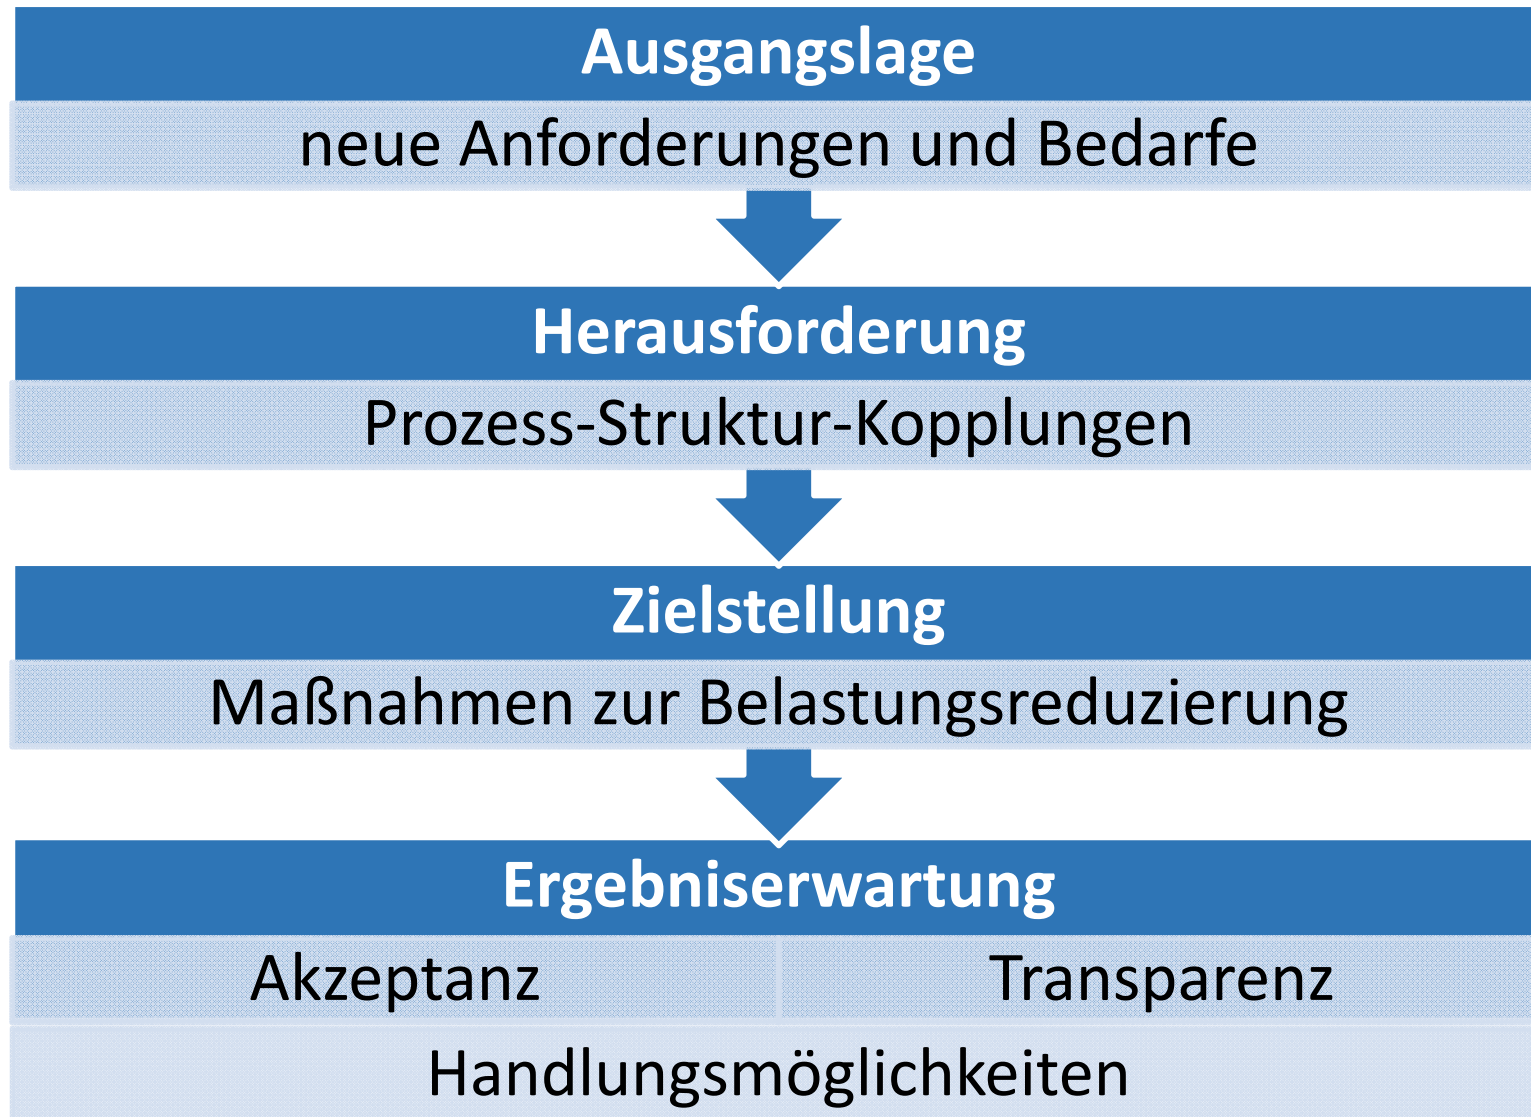 Ausgangslage
neue Anforderungen und Bedarfe
Herausforderung
Prozess-Struktur-Kopplungen
Zielstellung
Maßnahmen zur Belastungsreduzierung
Ergebniserwartung
Akzeptanz
Transparenz
Handlungsmöglichkeiten